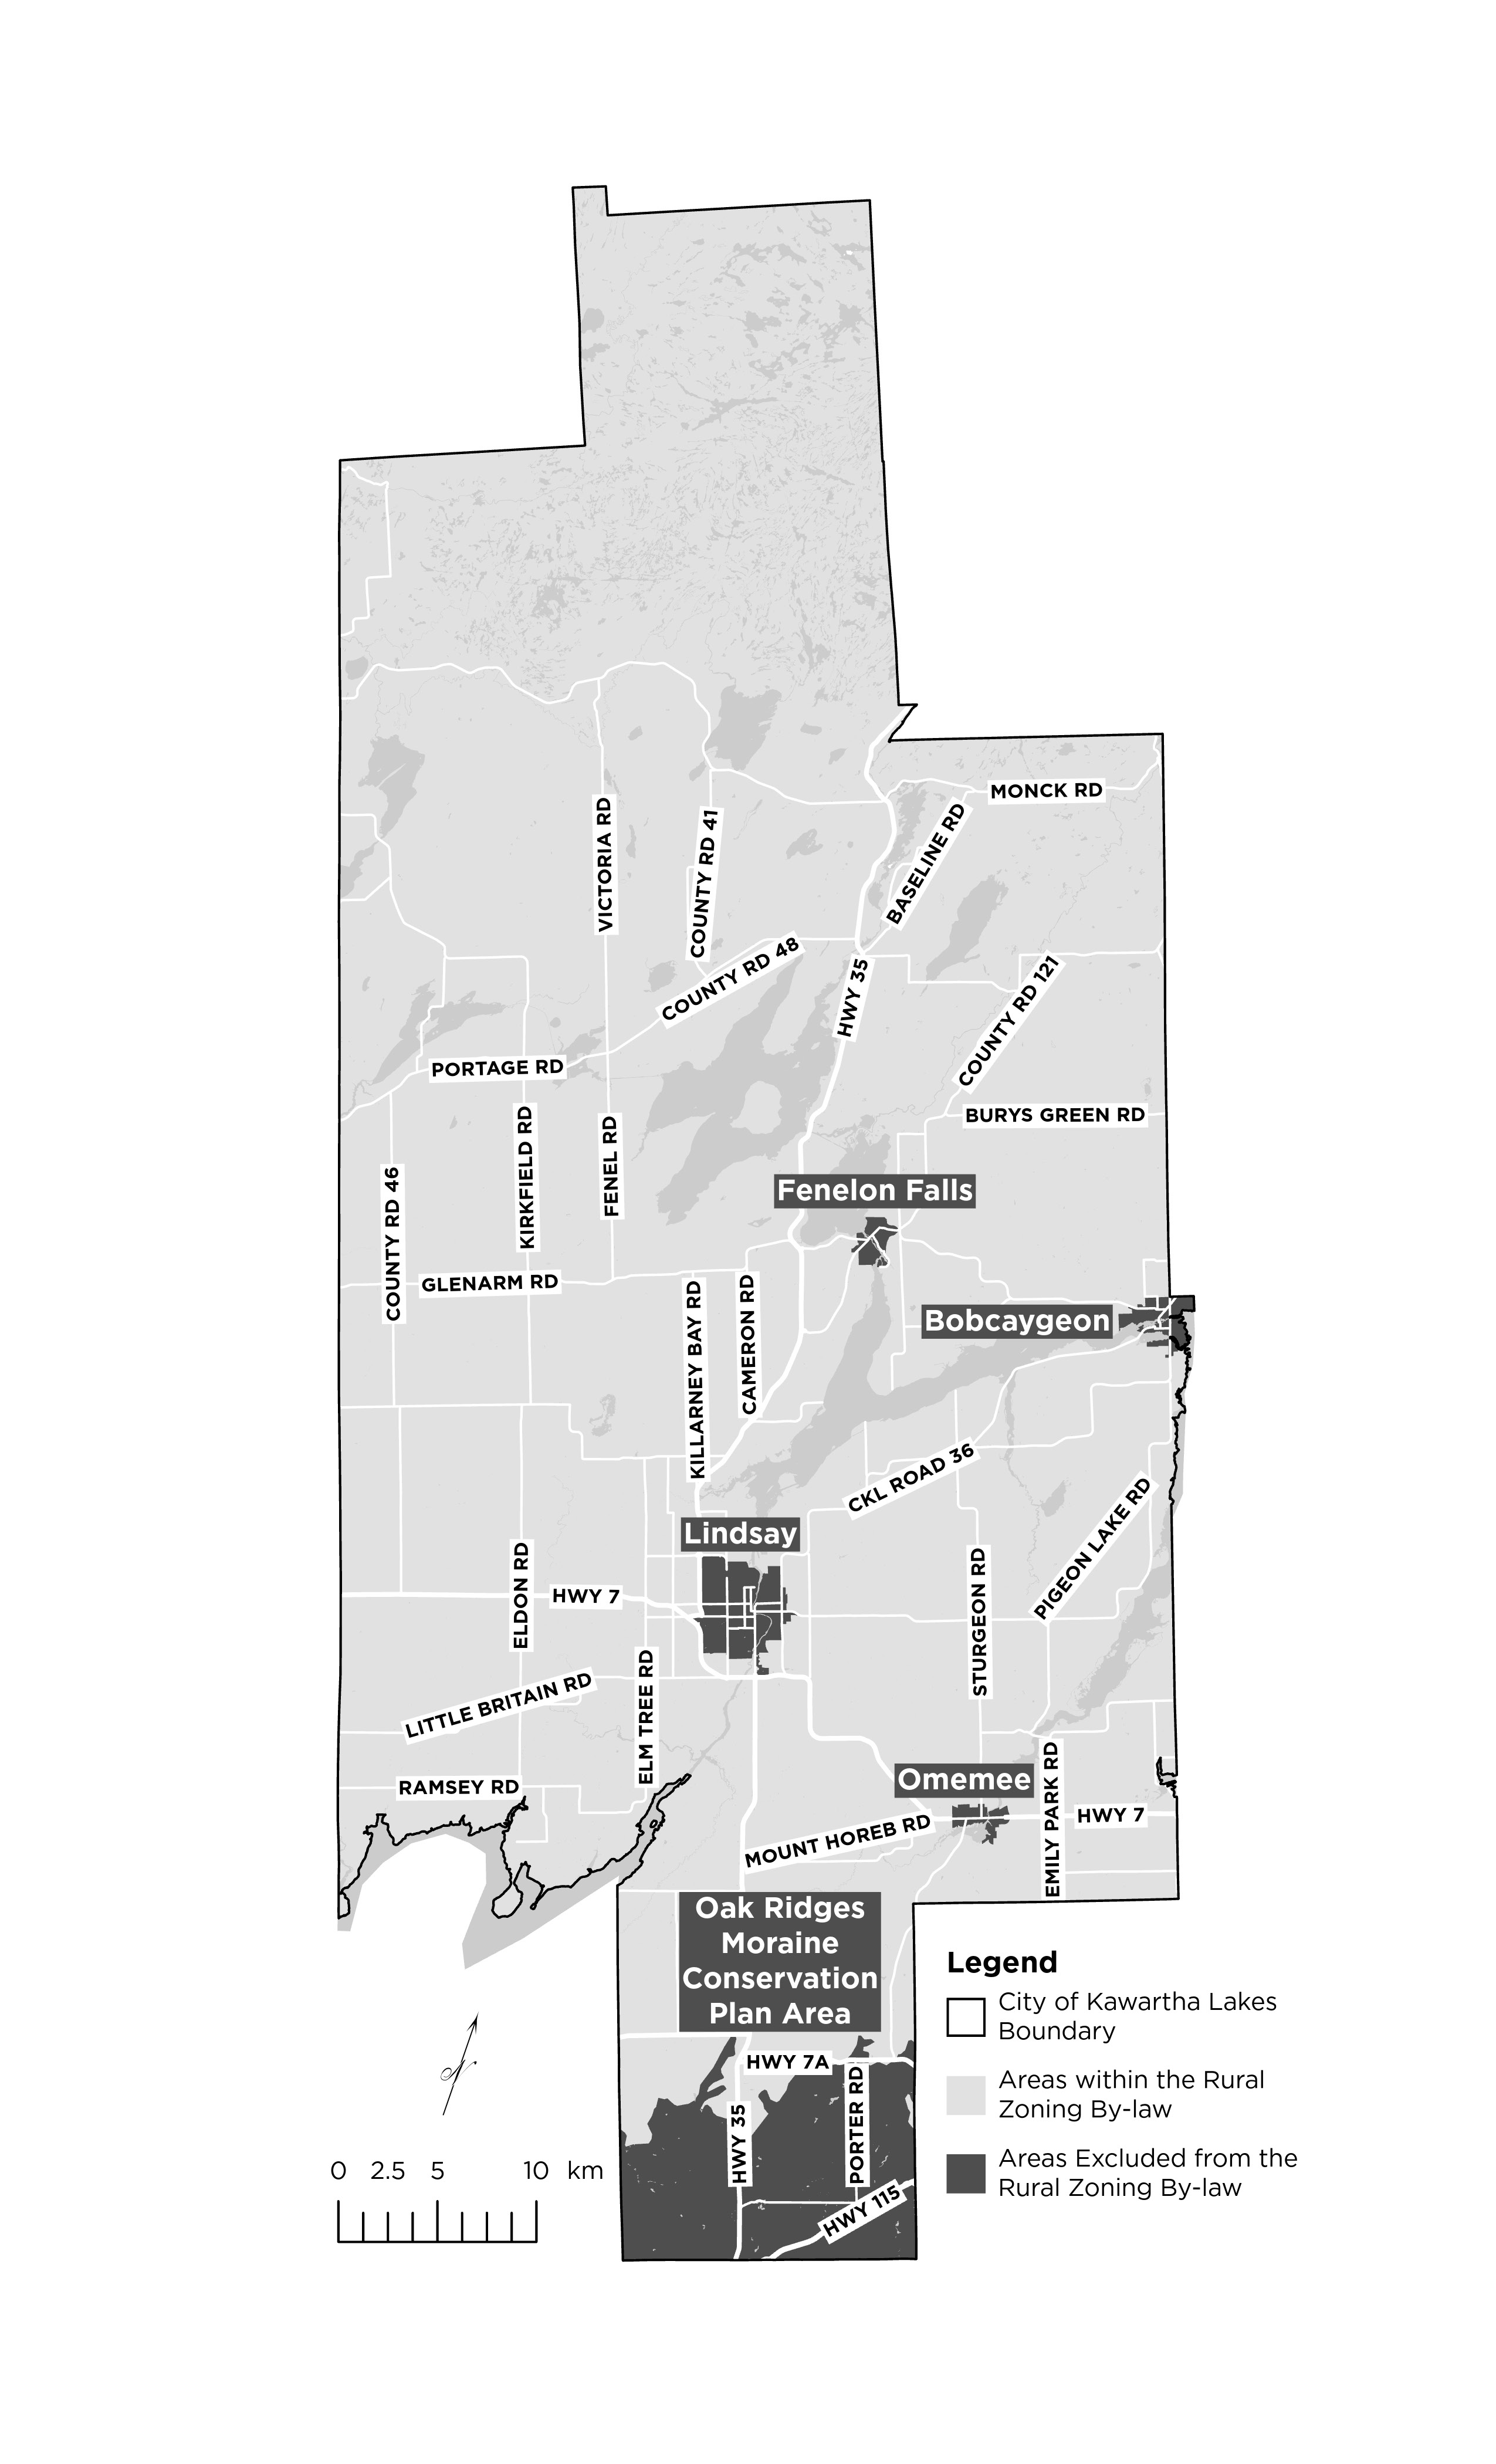 MONCK RD
VICTORIA RD
COUNTY RD 41
BASELINE RD
COUNTY RD 48
HWY 35
COUNTY RD 121
PORTAGE RD
BURYS GREEN RD
KIRKFIELD RD
FENEL RD
COUNTY RD 46
Fenelon Falls
GLENARM RD
KILLARNEY BAY RD
CAMERON RD
Bobcaygeon
CKL ROAD 36
PIGEON LAKE RD
Lindsay
ELDON RD
HWY 7
STURGEON RD
LITTLE BRITAIN RD
ELM TREE RD
RAMSEY RD
Omemee
EMILY PARK RD
HWY 7
MOUNT HOREB RD
Oak Ridges
Moraine
Conservation
Plan Area
HWY 7A
HWY 35
PORTER RD
HWY 115
Legend
City of Kawartha Lakes
Boundary
Areas within the Rural
Zoning By-law
Areas Excluded from the
Rural Zoning By-law
0 2.5 5 10 km